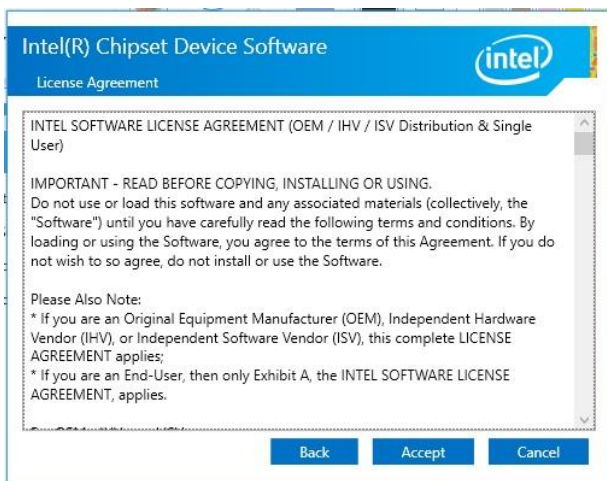 Intel(R) Chipset Device Software
intel
License Agreement
INTEL SOFTWARE LICENSE AGREEMENT (OEM / IHV / ISV Distribution & Single
User)
IMPORTANT - READ BEFORE COPYING, INSTALLING OR USING.
Do not use or load this software and any associated materials (collectively, the
"Software") until you have carefully read the following terms and conditions. By
loading or using the Software, you agree to the terms of this Agreement. If you do
not wish to so agree, do not install or use the Software.
Please Also Note:
* If you are an Original Equipment Manufacturer (OEM), Independent Hardware
Vendor (IHV), or Independent Software Vendor (ISV), this complete LICENSE
AGREEMENT applies;
* If you are an End-User, then only Exhibit A, the INTEL SOFTWARE LICENSE
AGREEMENT, applies.
Back Accept Cancel